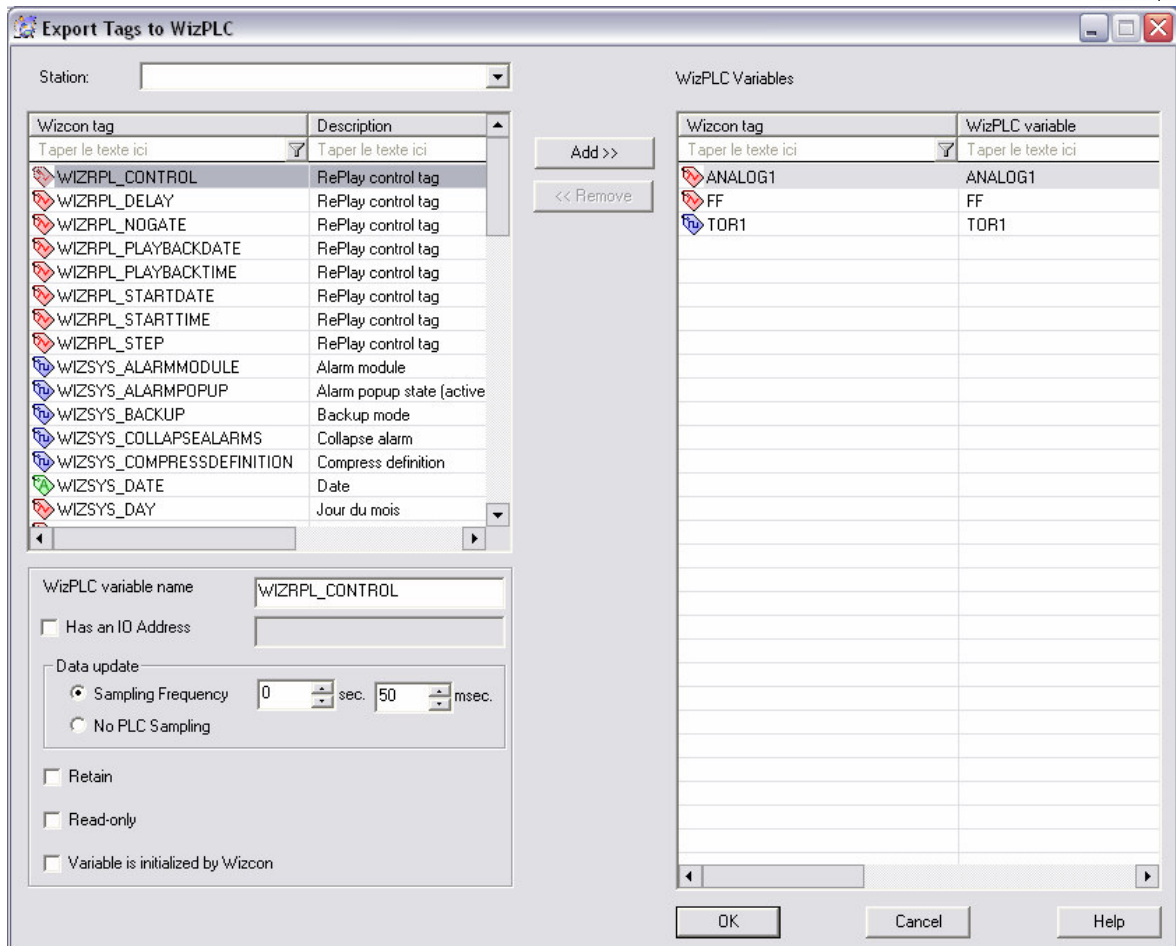 Export Tags to WizPLC
Station:
WizPLC Variables
Wizcon tag Description
Taper le texte ici Taper le texte ici
WIZRPL_CONTROL RePlay control tag
WIZRPL_DELAY RePlay control tag
WIZRPL_NOGATE RePlay control tag
WIZRPL_PLAYBACKDATE RePlay control tag
WIZRPL_PLAYBACKTIME RePlay control tag
WIZRPL_STARTDATE RePlay control tag
WIZRPL_STARTTIME RePlay control tag
WIZRPL_STEP RePlay control tag
WIZSYS_ALARMMODULE Alarm module
WIZSYS_ALARMPOPUP Alarm popup state (active
WIZSYS_BACKUP Backup mode
WIZSYS_COLLAPSEALARMS Collapse alarm
WIZSYS_COMPRESSDEFINITION Compress definition
WIZSYS_DATE Date
WIZSYS_DAY Jour du mois
Add >>
<< Remove
Wizcon tag WizPLC variable
Taper le texte ici Taper le texte ici
ANALOG1 ANALOG1
FF FF
TOR1 TOR1
WizPLC variable name WIZRPL_CONTROL
Has an IO Address
Data update
Sampling Frequency 0 sec. 50 msec.
No PLC Sampling
Retain
Read-only
Variable is initialized by Wizcon
OK Cancel Help